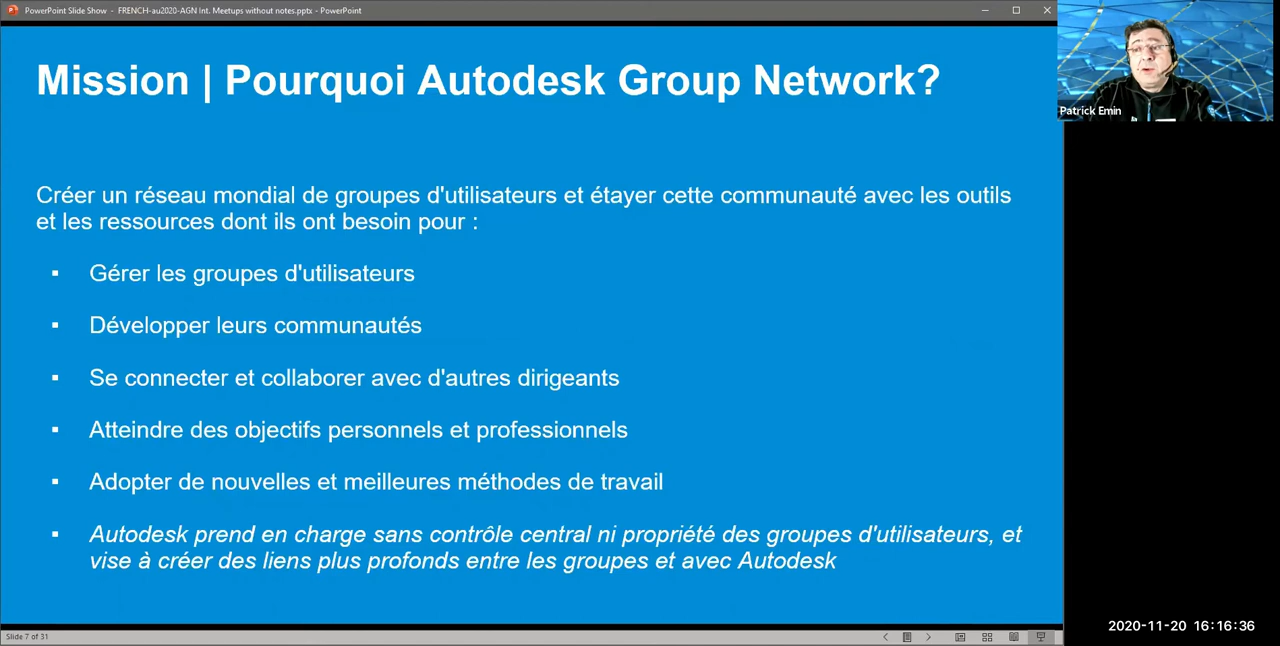 PowerPoint Slide Show - FRENCH-au2020-AGN Int. Meetups without notes.pptx - PowerPoint
Mission | Pourquoi Autodesk Group Network?
Patrick Emin
Créer un réseau mondial de groupes d'utilisateurs et étayer cette communauté avec les outils
et les ressources dont ils ont besoin pour :
▪ Gérer les groupes d'utilisateurs
▪ Développer leurs communautés
▪ Se connecter et collaborer avec d'autres dirigeants
▪ Atteindre des objectifs personnels et professionnels
▪ Adopter de nouvelles et meilleures méthodes de travail
▪ Autodesk prend en charge sans contrôle central ni propriété des groupes d'utilisateurs, et
vise à créer des liens plus profonds entre les groupes et avec Autodesk
2020-11-20 16:16:36
Slide 7 of 31